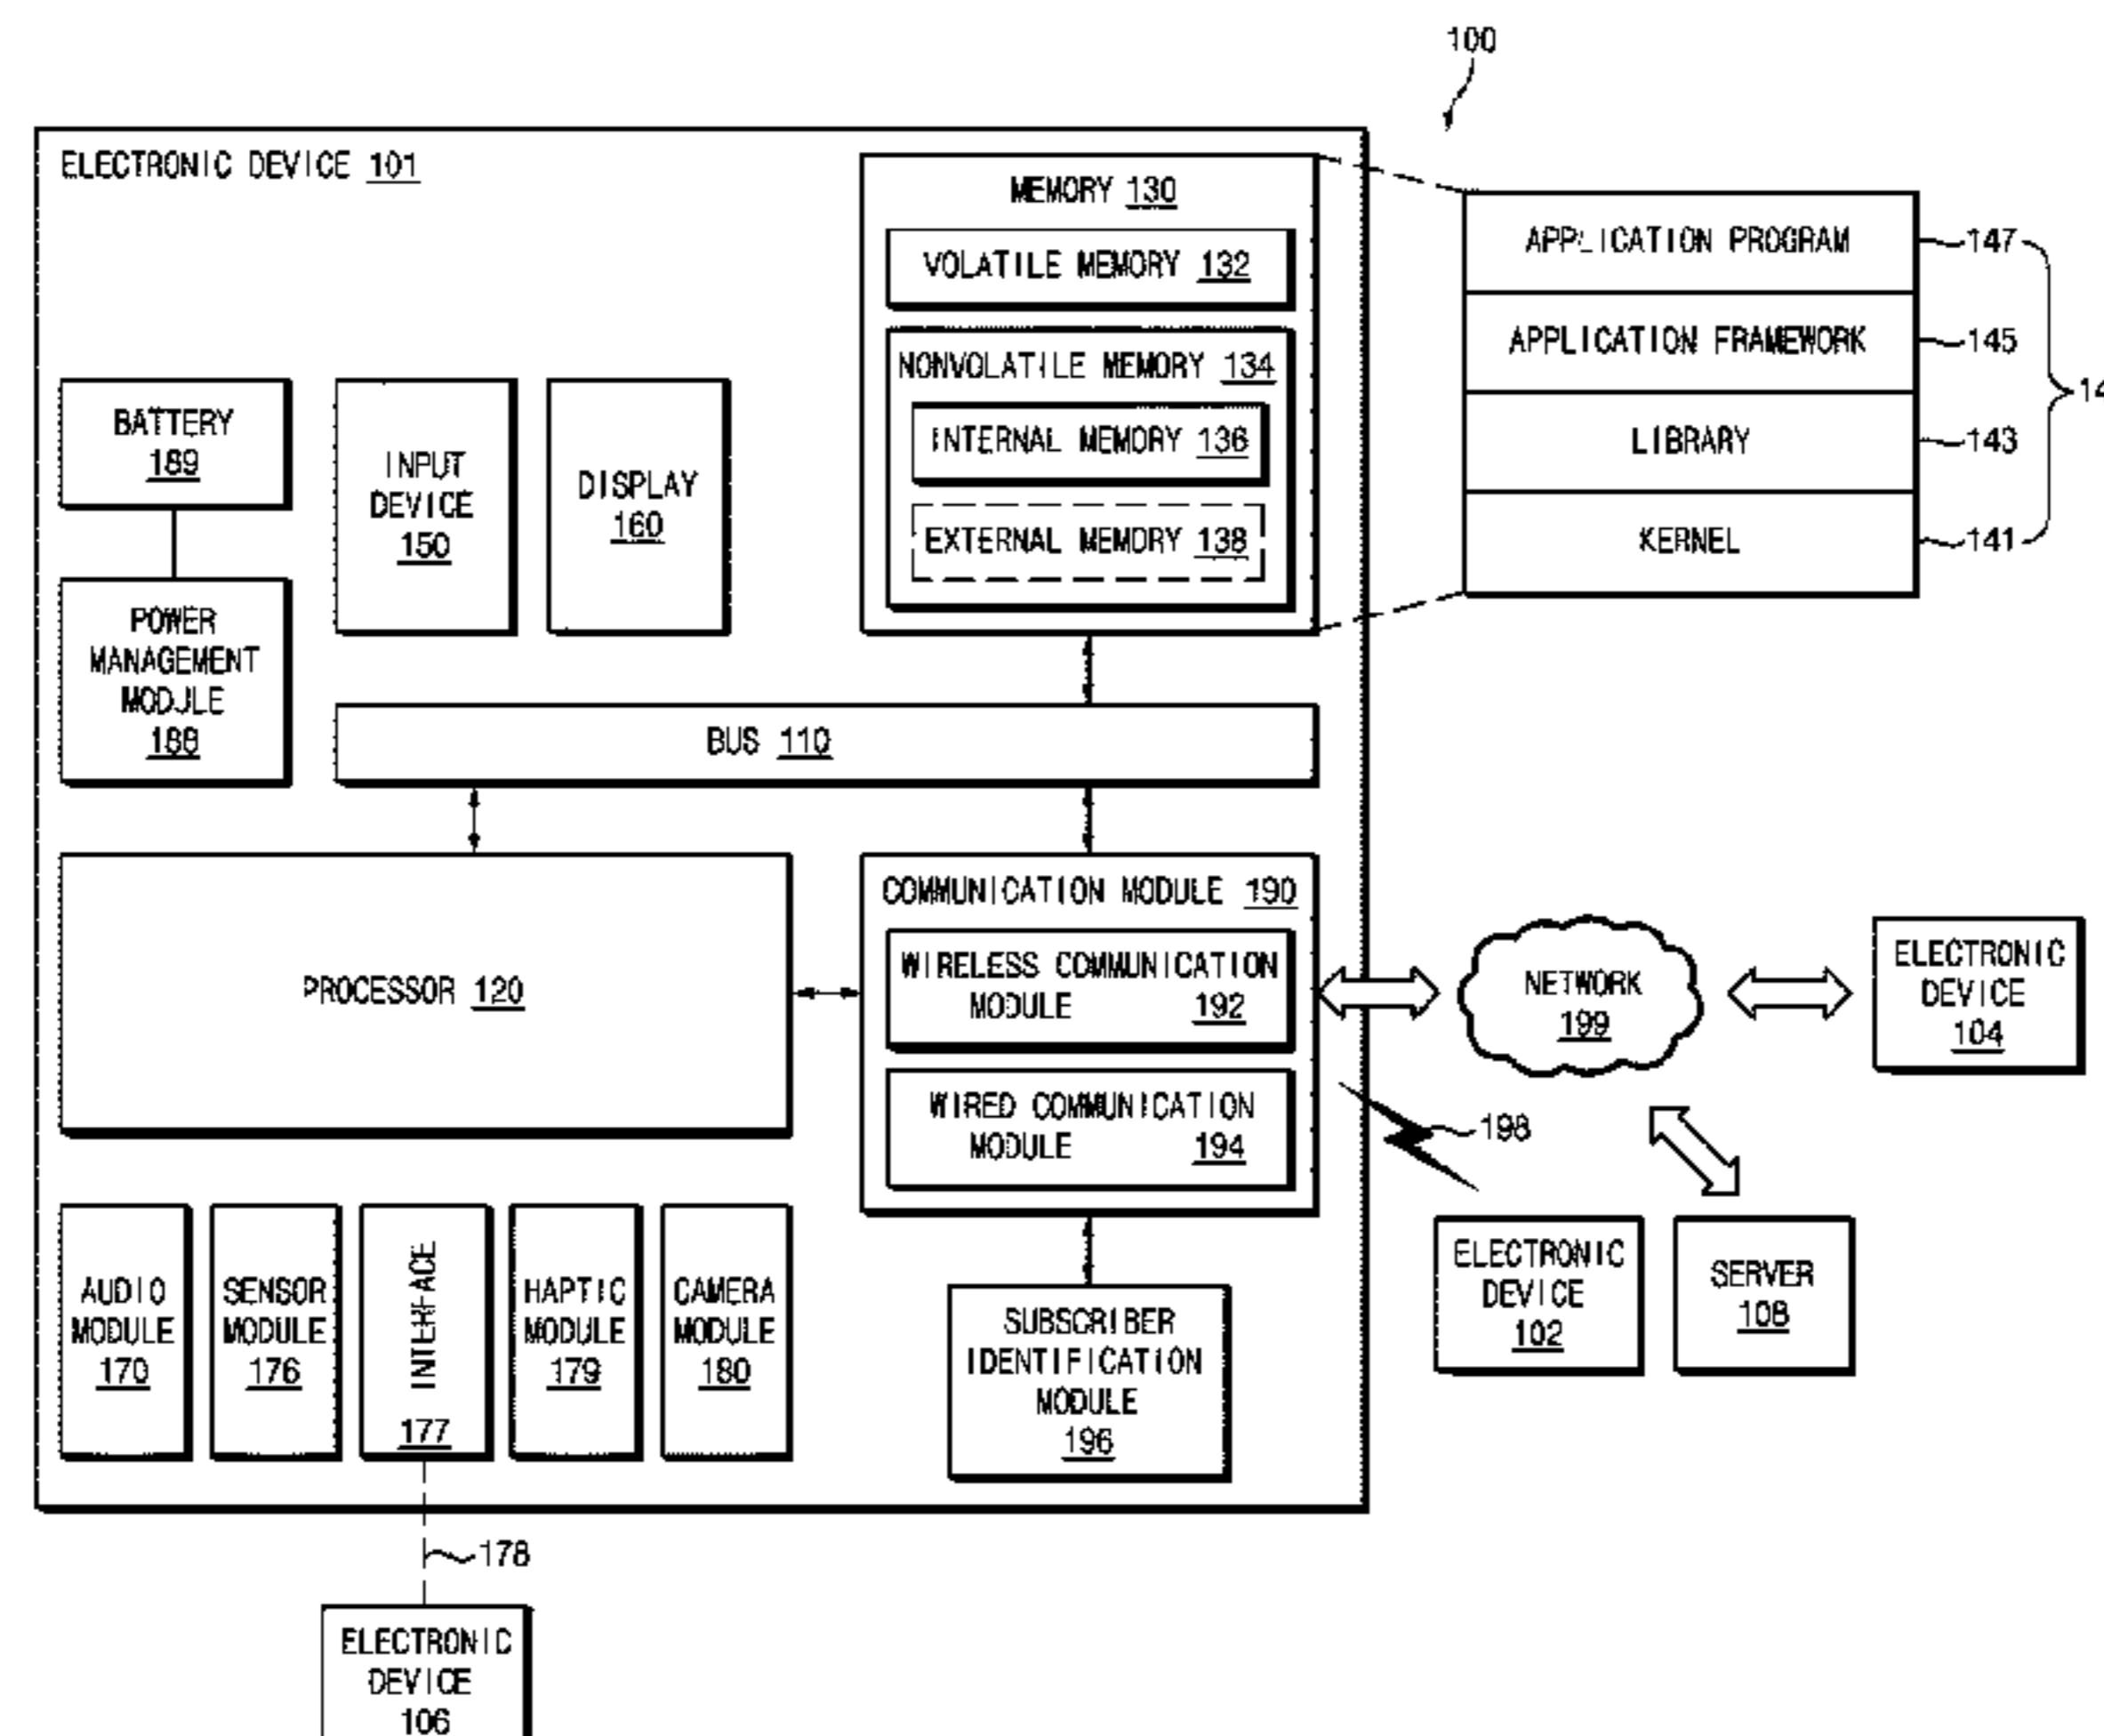 100
ELECTRONIC DEVICE 101
MEMORY 130
VOLATILE MEMORY 132
NONVOLATILE MEMORY 134
INTERNAL MEMORY 136
EXTERNAL MEMORY 138
APPLICATION PROGRAM 147
APPLICATION FRAMEWORK 145
LIBRARY 143
KERNEL 141
BATTERY
189
INPUT
DEVICE
150
DISPLAY
160
POWER
MANAGEMENT
MODULE
188
BUS 110
PROCESSOR 120
COMMUNICATION MODULE 190
WIRELESS COMMUNICATION
MODULE 192
WIRED COMMUNICATION
MODULE 194
NETWORK
199
ELECTRONIC
DEVICE
104
198
ELECTRONIC
DEVICE
102
SERVER
108
AUDIO
MODULE
170
SENSOR
MODULE
176
INTERFACE
177
HAPTIC
MODULE
179
CAMERA
MODULE
180
SUBSCRIBER
IDENTIFICATION
MODULE
196
178
ELECTRONIC
DEVICE
106